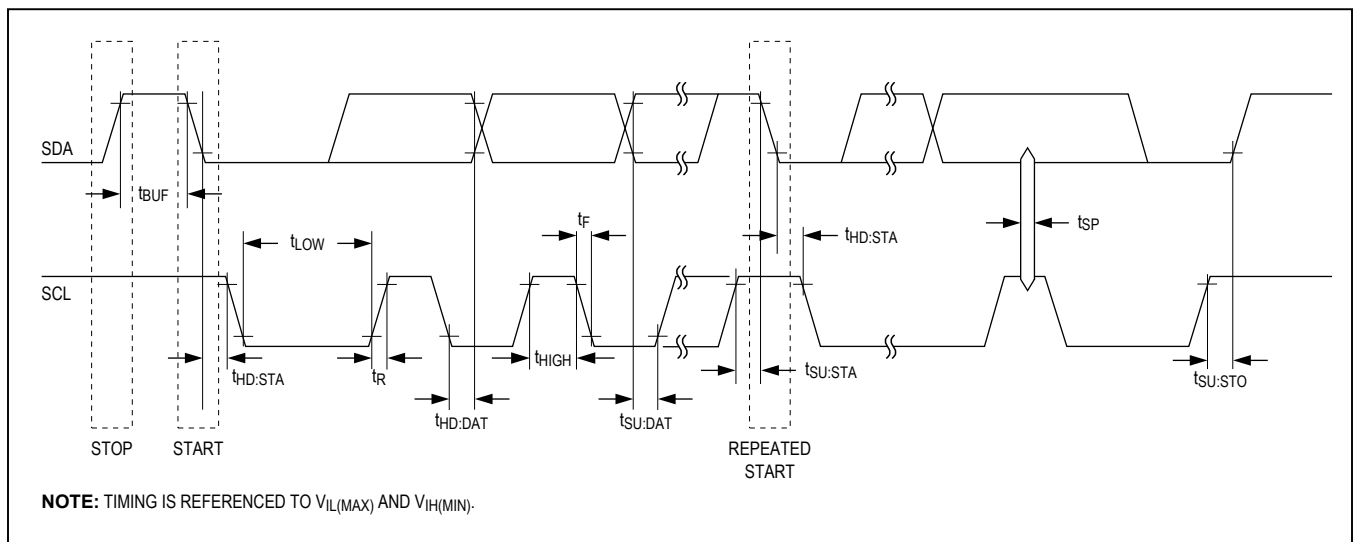 SDA
tBUF
tLOW
tF
tHD:STA
tSP
SCL
tHD:STA
tR
tHIGH
tSU:STA
tSU:STO
tHD:DAT
tSU:DAT
STOP
START
REPEATED
START
NOTE: TIMING IS REFERENCED TO VIL(MAX) AND VIH(MIN).